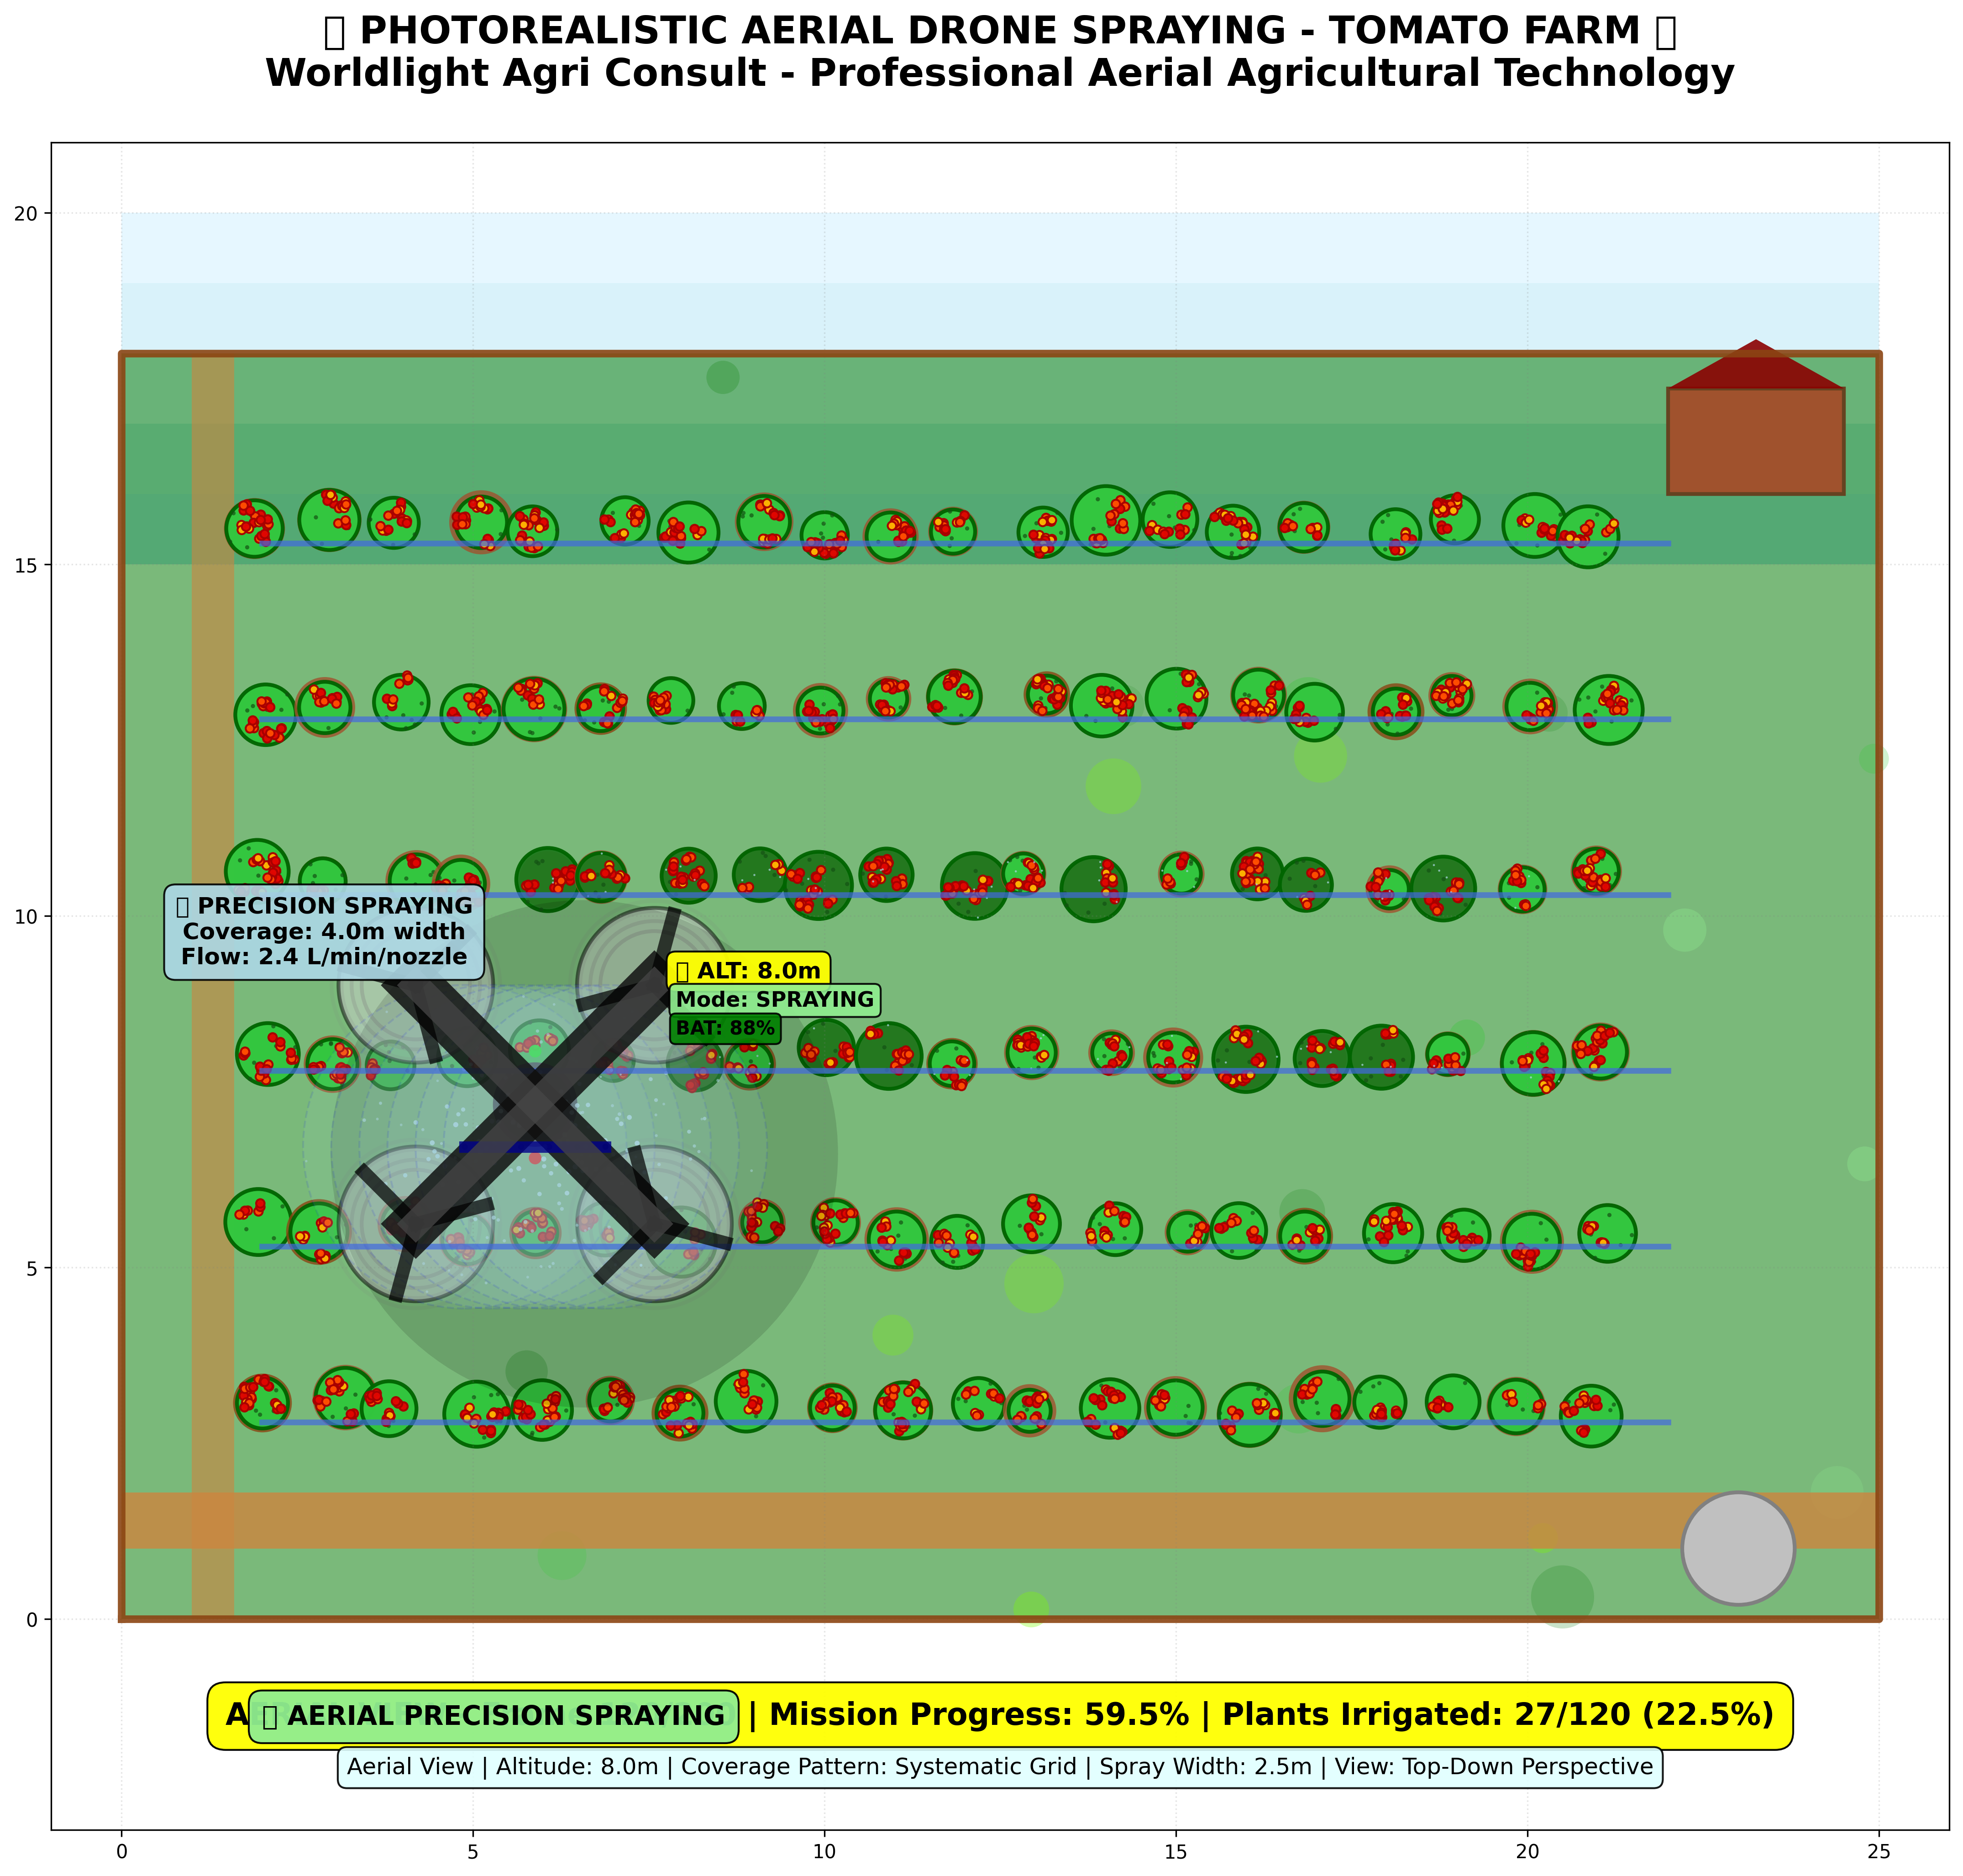 ▯ PHOTOREALISTIC AERIAL DRONE SPRAYING - TOMATO FARM ▯
Worldlight Agri Consult - Professional Aerial Agricultural Technology
20
15
10
5
0
▯ PRECISION SPRAYING
Coverage: 4.0m width
Flow: 2.4 L/min/nozzle
▯ ALT: 8.0m
Mode: SPRAYING
BAT: 88%
▯ AERIAL PRECISION SPRAYING
| Mission Progress: 59.5% | Plants Irrigated: 27/120 (22.5%)
Aerial View | Altitude: 8.0m | Coverage Pattern: Systematic Grid | Spray Width: 2.5m | View: Top-Down Perspective
0 5 10 15 20 25